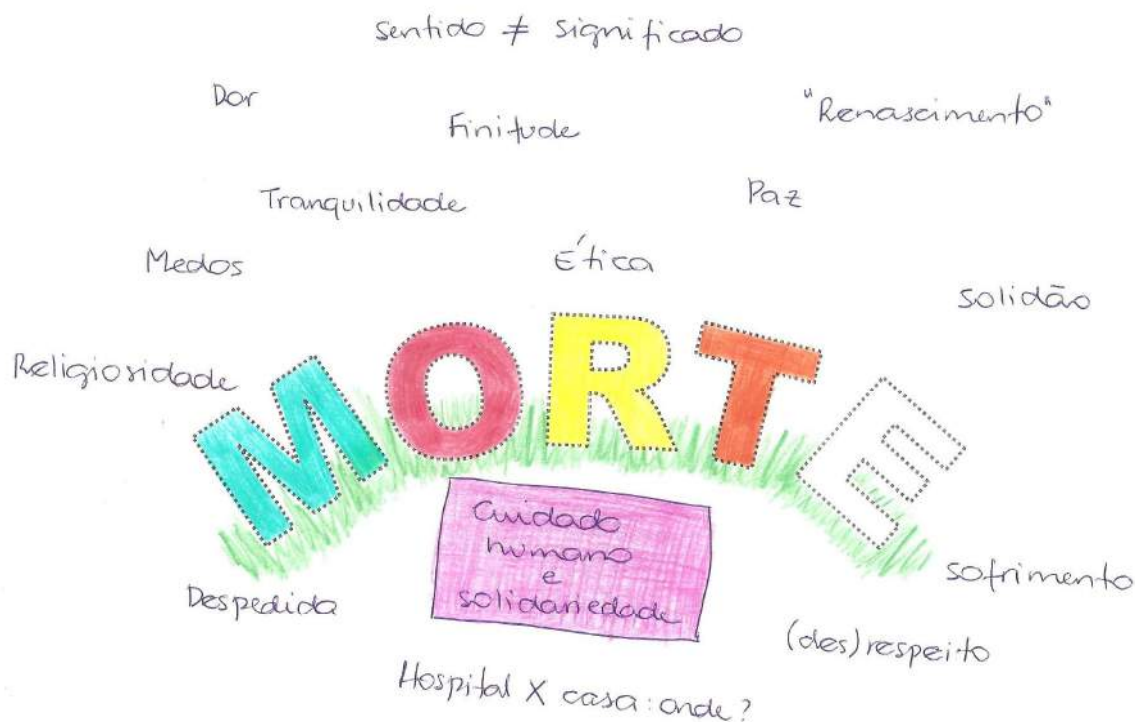 sentido ≠ significado
Dor
Finitude
"Renascimento"
Tranquilidade
Paz
Medos
Ética
solidão
Religiosidade
MORTE
Cuidado
humano
e
solidariedade
Despedida
sofrimento
(des)respeito
Hospital X casa: onde?